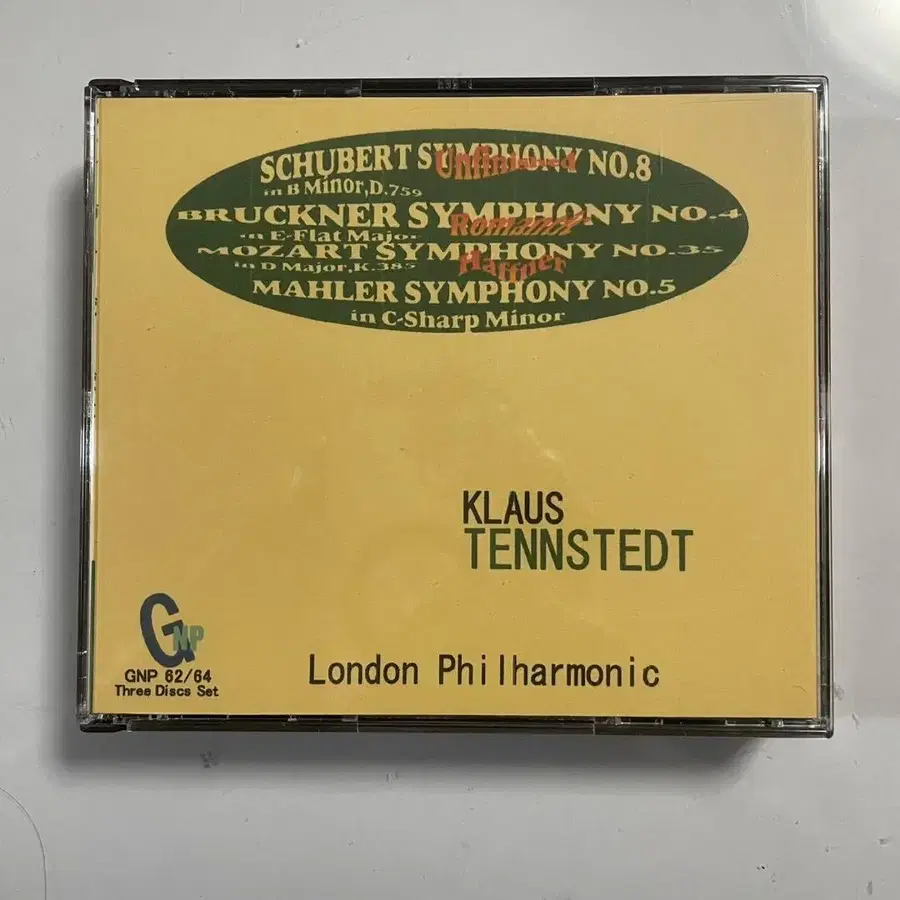 SCHUBERT SYMPHONY NO.8
Unfinished
in B Minor, D.759
BRUCKNER SYMPHONY NO.4
Romantic
in E-Flat Major
MOZART SYMPHONY NO.35
Haffner
in D Major, K.385
MAHLER SYMPHONY NO.5
in C-Sharp Minor
KLAUS
TENNSTEDT
GNP
GNP 62/64
Three Discs Set
London Philharmonic